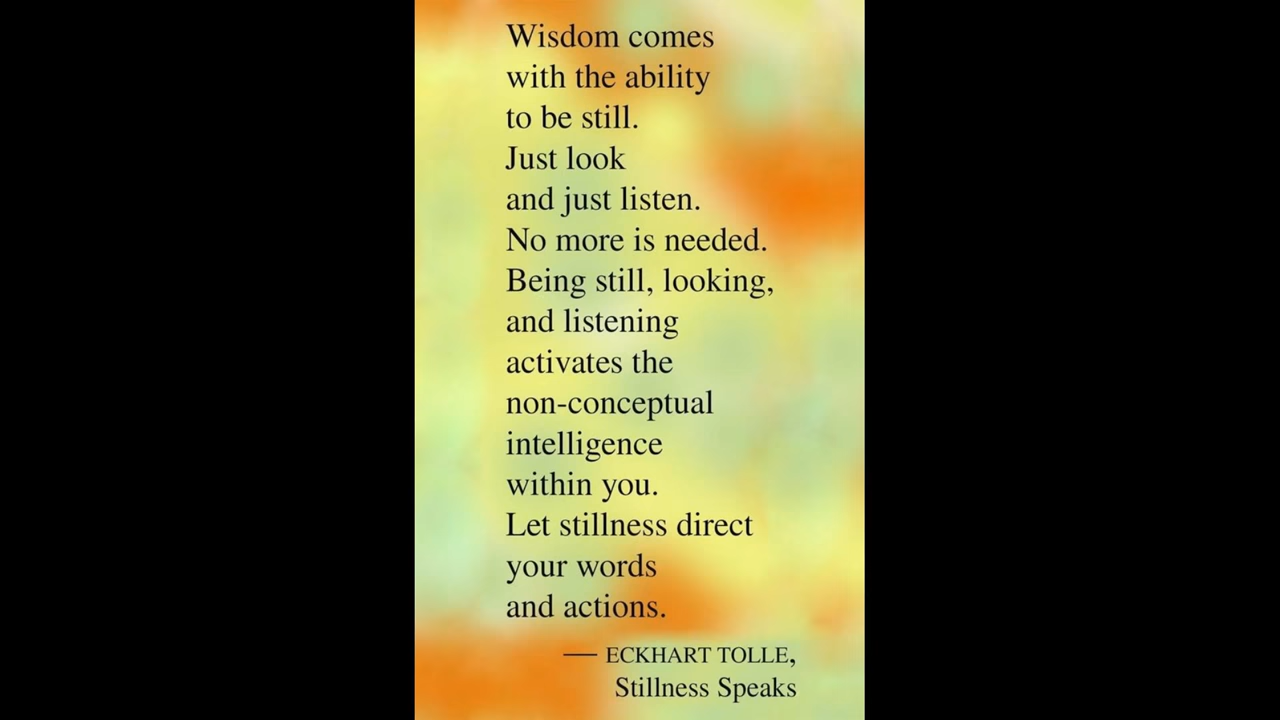 Wisdom comes
with the ability
to be still.
Just look
and just listen.
No more is needed.
Being still, looking,
and listening
activates the
non-conceptual
intelligence
within you.
Let stillness direct
your words
and actions.
— ECKHART TOLLE,
Stillness Speaks